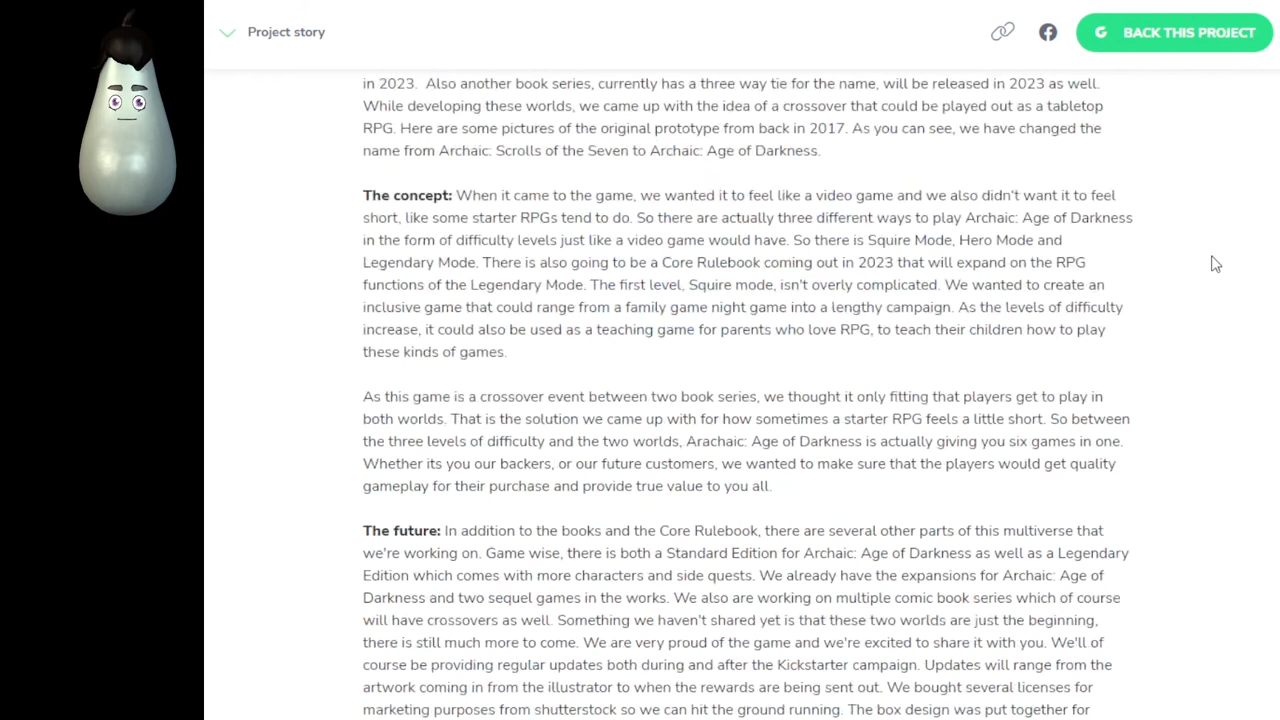 Project story
BACK THIS PROJECT
in 2023.  Also another book series, currently has a three way tie for the name, will be released in 2023 as well.
While developing these worlds, we came up with the idea of a crossover that could be played out as a tabletop
RPG. Here are some pictures of the original prototype from back in 2017. As you can see, we have changed the
name from Archaic: Scrolls of the Seven to Archaic: Age of Darkness.
The concept: When it came to the game, we wanted it to feel like a video game and we also didn't want it to feel
short, like some starter RPGs tend to do. So there are actually three different ways to play Archaic: Age of Darkness
in the form of difficulty levels just like a video game would have. So there is Squire Mode, Hero Mode and
Legendary Mode. There is also going to be a Core Rulebook coming out in 2023 that will expand on the RPG
functions of the Legendary Mode. The first level, Squire mode, isn't overly complicated. We wanted to create an
inclusive game that could range from a family game night game into a lengthy campaign. As the levels of difficulty
increase, it could also be used as a teaching game for parents who love RPG, to teach their children how to play
these kinds of games.
As this game is a crossover event between two book series, we thought it only fitting that players get to play in
both worlds. That is the solution we came up with for how sometimes a starter RPG feels a little short. So between
the three levels of difficulty and the two worlds, Arachaic: Age of Darkness is actually giving you six games in one.
Whether its you our backers, or our future customers, we wanted to make sure that the players would get quality
gameplay for their purchase and provide true value to you all.
The future: In addition to the books and the Core Rulebook, there are several other parts of this multiverse that
we're working on. Game wise, there is both a Standard Edition for Archaic: Age of Darkness as well as a Legendary
Edition which comes with more characters and side quests. We already have the expansions for Archaic: Age of
Darkness and two sequel games in the works. We also are working on multiple comic book series which of course
will have crossovers as well. Something we haven't shared yet is that these two worlds are just the beginning,
there is still much more to come. We are very proud of the game and we're excited to share it with you. We'll of
course be providing regular updates both during and after the Kickstarter campaign. Updates will range from the
artwork coming in from the illustrator to when the rewards are being sent out. We bought several licenses for
marketing purposes from shutterstock so we can hit the ground running. The box design was put together for